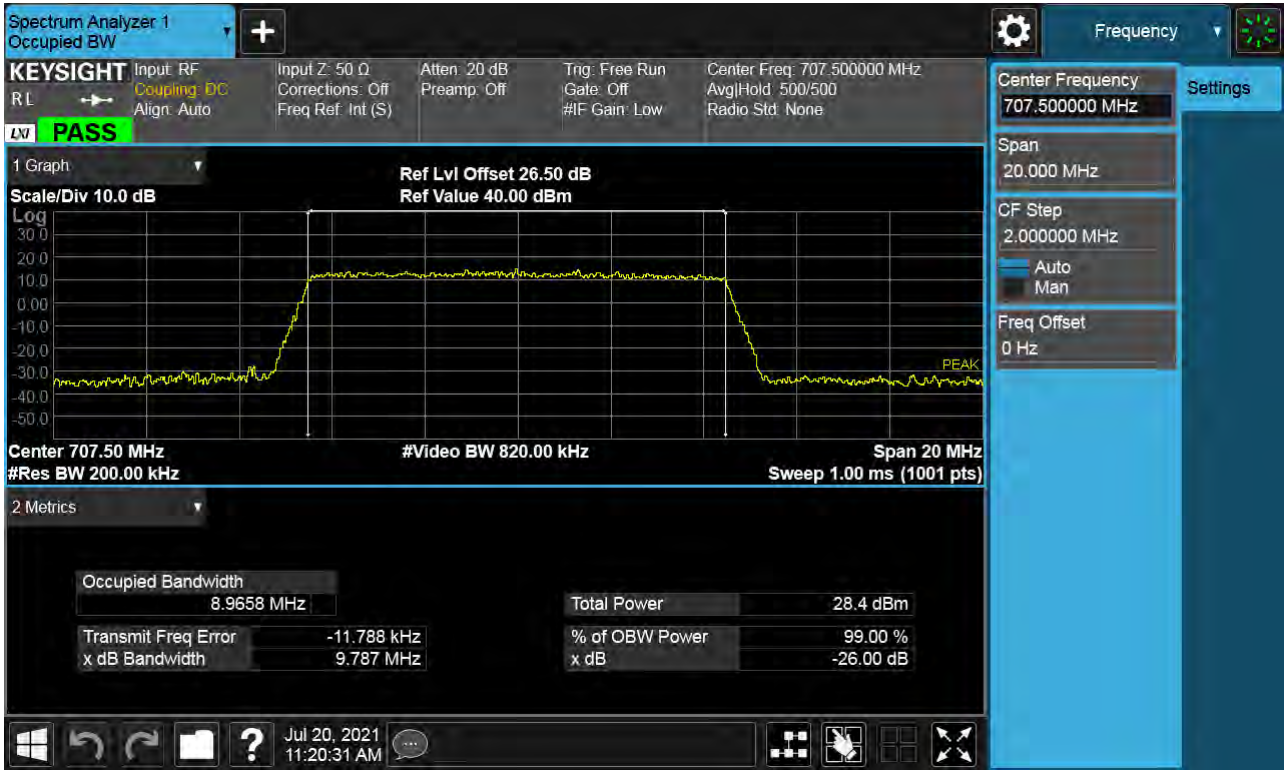 Spectrum Analyzer 1
Occupied BW
Frequency
KEYSIGHT
RL
LXI
PASS
Input: RF
Coupling: DC
Align: Auto
Input Z: 50 Ω
Corrections: Off
Freq Ref: Int (S)
Atten: 20 dB
Preamp: Off
Trig: Free Run
Gate: Off
#IF Gain: Low
Center Freq: 707.500000 MHz
Avg|Hold: 500/500
Radio Std: None
Center Frequency
707.500000 MHz
Settings
Span
20.000 MHz
CF Step
2.000000 MHz
Auto
Man
Freq Offset
0 Hz
1 Graph
Scale/Div 10.0 dB
Ref Lvl Offset 26.50 dB
Ref Value 40.00 dBm
Log
30.0
20.0
10.0
0.00
-10.0
-20.0
-30.0
-40.0
-50.0
PEAK
Center 707.50 MHz
#Video BW 820.00 kHz
Span 20 MHz
#Res BW 200.00 kHz
Sweep 1.00 ms (1001 pts)
2 Metrics
Occupied Bandwidth
8.9658 MHz
Total Power 28.4 dBm
Transmit Freq Error -11.788 kHz
% of OBW Power 99.00 %
x dB Bandwidth 9.787 MHz
x dB -26.00 dB
?
Jul 20, 2021
11:20:31 AM